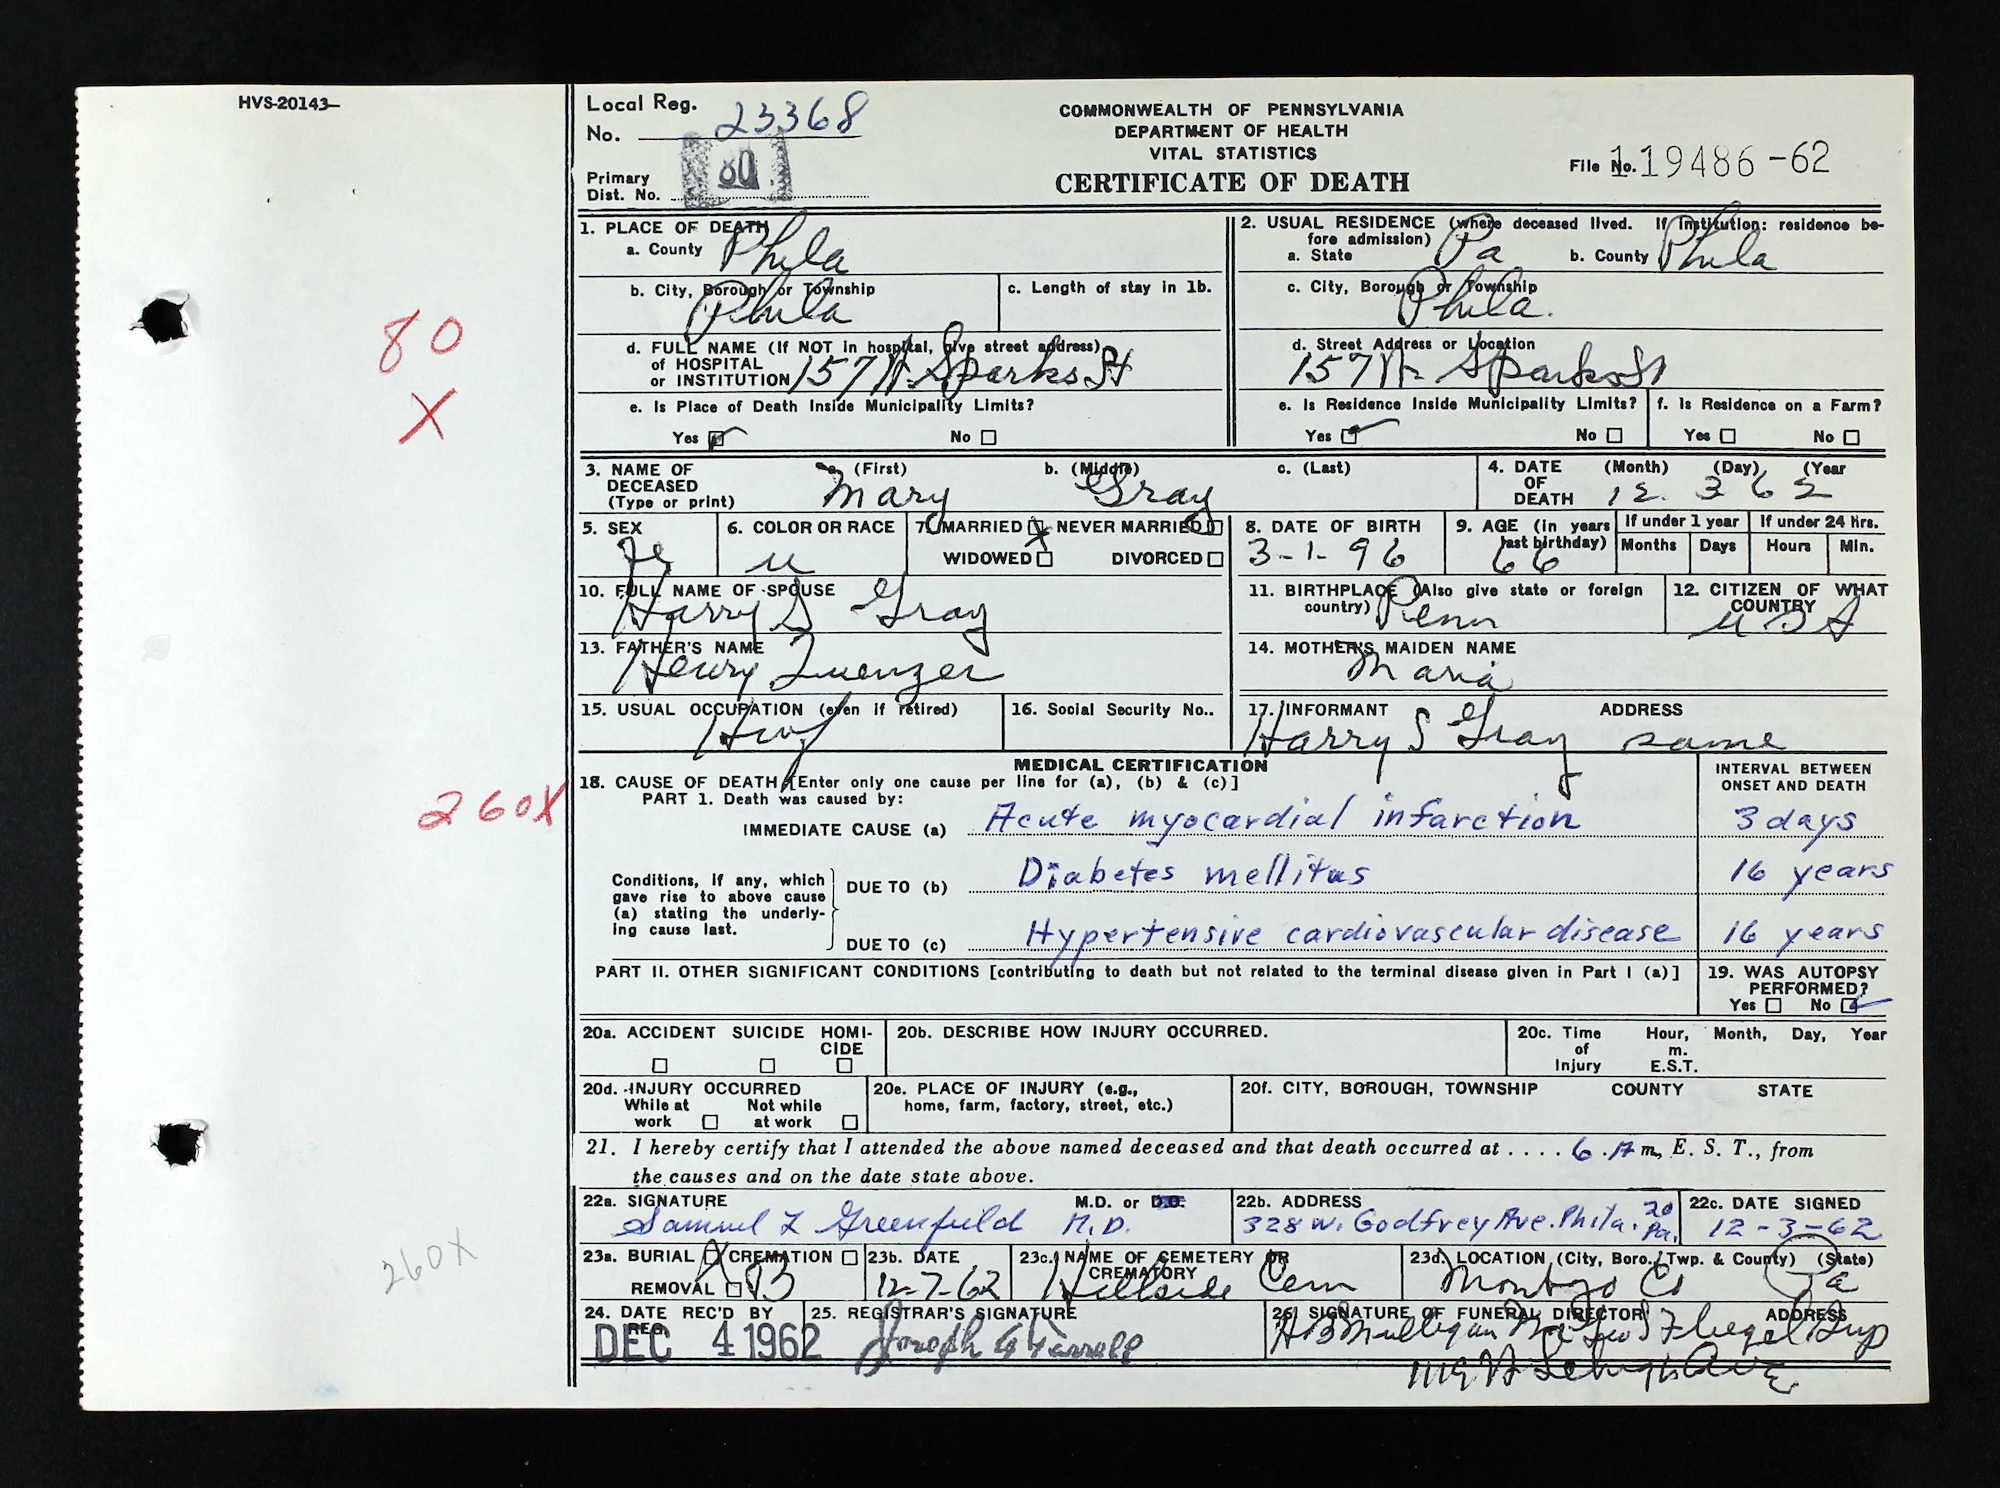 HVS-20143-
Local Reg. No. 23368
Primary Dist. No. 80
COMMONWEALTH OF PENNSYLVANIA
DEPARTMENT OF HEALTH
VITAL STATISTICS
CERTIFICATE OF DEATH
File No. 119486-62
80
X
1. PLACE OF DEATH
a. County Phila
b. City, Borough or Township Phila
c. Length of stay in 1b.
d. FULL NAME (If NOT in hospital, give street address)
of HOSPITAL
or INSTITUTION 157 W. Sparks St
e. Is Place of Death Inside Municipality Limits?
Yes No
2. USUAL RESIDENCE (where deceased lived. If institution: residence be-
fore admission)
a. State Pa b. County Phila
c. City, Borough or Township
Phila.
d. Street Address or Location
157 W. Sparks St
e. Is Residence Inside Municipality Limits? f. Is Residence on a Farm?
Yes No Yes No
3. NAME OF DECEASED (Type or print)
a. (First) b. (Middle) c. (Last)
Mary Gray
4. DATE OF DEATH (Month) (Day) (Year
12 3 62
5. SEX
6. COLOR OR RACE
7. MARRIED NEVER MARRIED
WIDOWED DIVORCED
8. DATE OF BIRTH
3-1-96
9. AGE (in years last birthday)
66
If under 1 year If under 24 Hrs.
Months Days Hours Min.
10. FULL NAME OF SPOUSE
Harry S Gray
11. BIRTHPLACE (Also give state or foreign
country) Penn
12. CITIZEN OF WHAT COUNTRY
USA
13. FATHER'S NAME
Henry Zuenzer
14. MOTHER'S MAIDEN NAME
Maria
15. USUAL OCCUPATION (even if retired)
16. Social Security No..
17. INFORMANT ADDRESS
Harry S Gray same
MEDICAL CERTIFICATION
18. CAUSE OF DEATH [Enter only one cause per line for (a), (b) & (c)]
PART 1. Death was caused by:
INTERVAL BETWEEN
ONSET AND DEATH
260X
IMMEDIATE CAUSE (a) Acute myocardial infarction 3 days
Conditions, if any, which
gave rise to above cause
(a) stating the underly-
ing cause last.
DUE TO (b) Diabetes mellitus 16 years
DUE TO (c) Hypertensive cardiovascular disease 16 years
PART II. OTHER SIGNIFICANT CONDITIONS [contributing to death but not related to the terminal disease given in Part I (a)]
19. WAS AUTOPSY
PERFORMED?
Yes No
20a. ACCIDENT SUICIDE HOMI-
CIDE
20b. DESCRIBE HOW INJURY OCCURRED.
20c. Time of Injury Hour, Month, Day, Year
m.
E.S.T.
20d. INJURY OCCURRED
While at work Not while at work
20e. PLACE OF INJURY (e.g.,
home, farm, factory, street, etc.)
20f. CITY, BOROUGH, TOWNSHIP COUNTY STATE
21. I hereby certify that I attended the above named deceased and that death occurred at .... 6.A m., E. S. T., from
the causes and on the date state above.
22a. SIGNATURE M.D. or D.O.
Samuel Z Greenfield M.D.
22b. ADDRESS
328 W. Godfrey Ave. Phila. 20 Pa.
22c. DATE SIGNED
12-3-62
260X
23a. BURIAL CREMATION
REMOVAL
23b. DATE
12-7-62
23c. NAME OF CEMETERY OR
CREMATORY
Hillside Cem
23d. LOCATION (City, Boro., Twp. & County) (State)
Montgo Co Pa
24. DATE REC'D BY REG.
DEC 4 1962
25. REGISTRAR'S SIGNATURE
Joseph A Farrell
26. SIGNATURE OF FUNERAL DIRECTOR ADDRESS
H B Mulligan